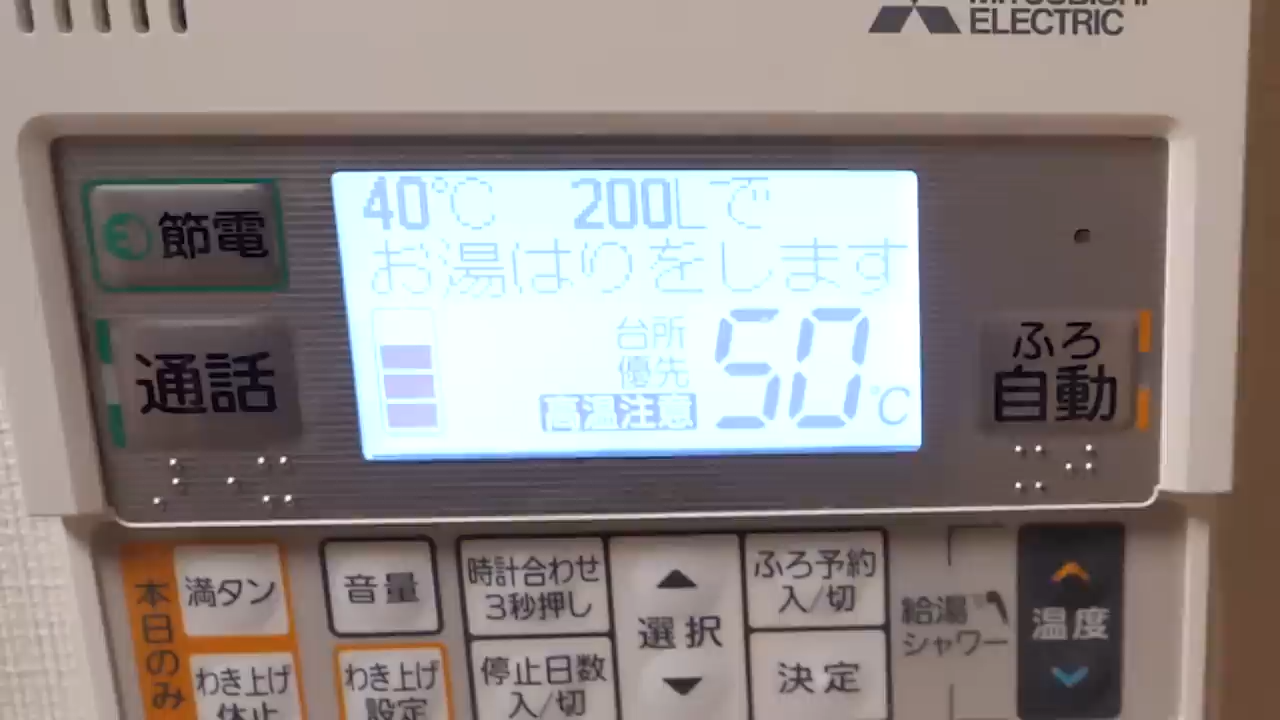 MITSUBISHI
ELECTRIC
節電
40℃ 200Lで
お湯はりをします
台所
優先
高温注意
50℃
通話
ふろ
自動
本日のみ
満タン
わき上げ
休止
音量
わき上げ
設定
時計合わせ
3秒押し
停止日数
入/切
選択
ふろ予約
入/切
決定
給湯
シャワー
温度